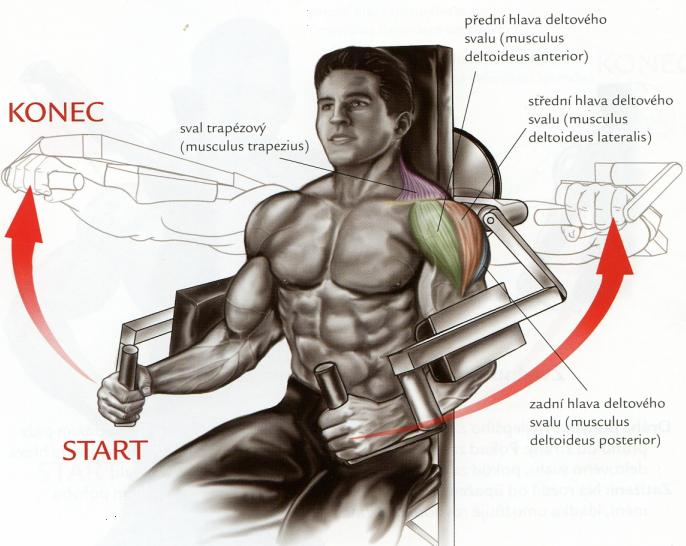 přední hlava deltového
svalu (musculus
deltoideus anterior)
KONEC
střední hlava deltového
svalu (musculus
deltoideus lateralis)
sval trapézový
(musculus trapezius)
zadní hlava deltového
svalu (musculus
deltoideus posterior)
START